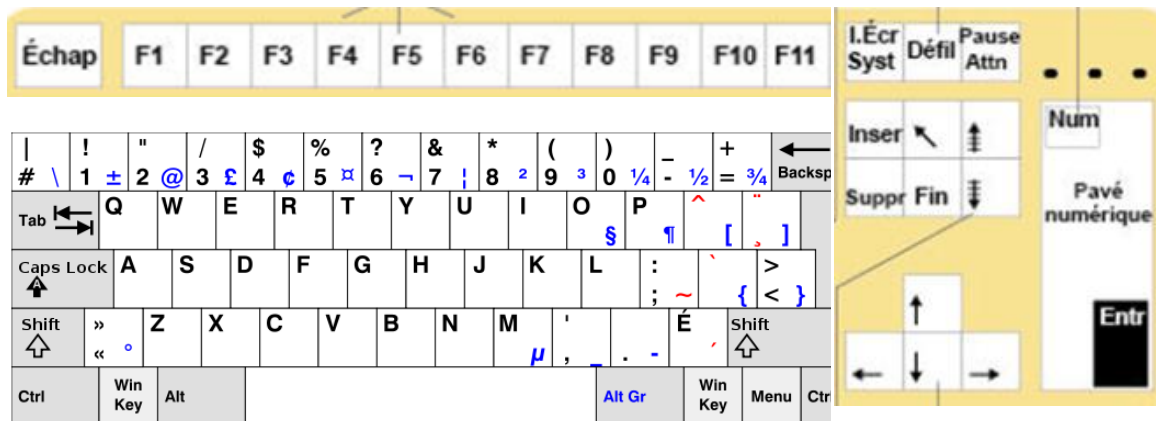 Échap F1 F2 F3 F4 F5 F6 F7 F8 F9 F10 F11
| ! " / $ % ? & * ( ) _ +
# \ 1 ± 2 @ 3 £ 4 ¢ 5 ¤ 6 ¬ 7 ¦ 8 ² 9 ³ 0 ¼ - ½ = ¾ Backsp
Tab Q W E R T Y U I O § P ¶ ^ [ ¨ ¸ ]
Caps Lock A S D F G H J K L : ; ~ ` { > < }
Shift » « ° Z X C V B N M µ ' , _ . - É ´ Shift
Ctrl Win Key Alt Alt Gr Win Key Menu Ctr
I.Écr Syst Défil Pause Attn
Inser ↖ Num
Suppr Fin Pavé numérique
↑ Entr
← ↓ →